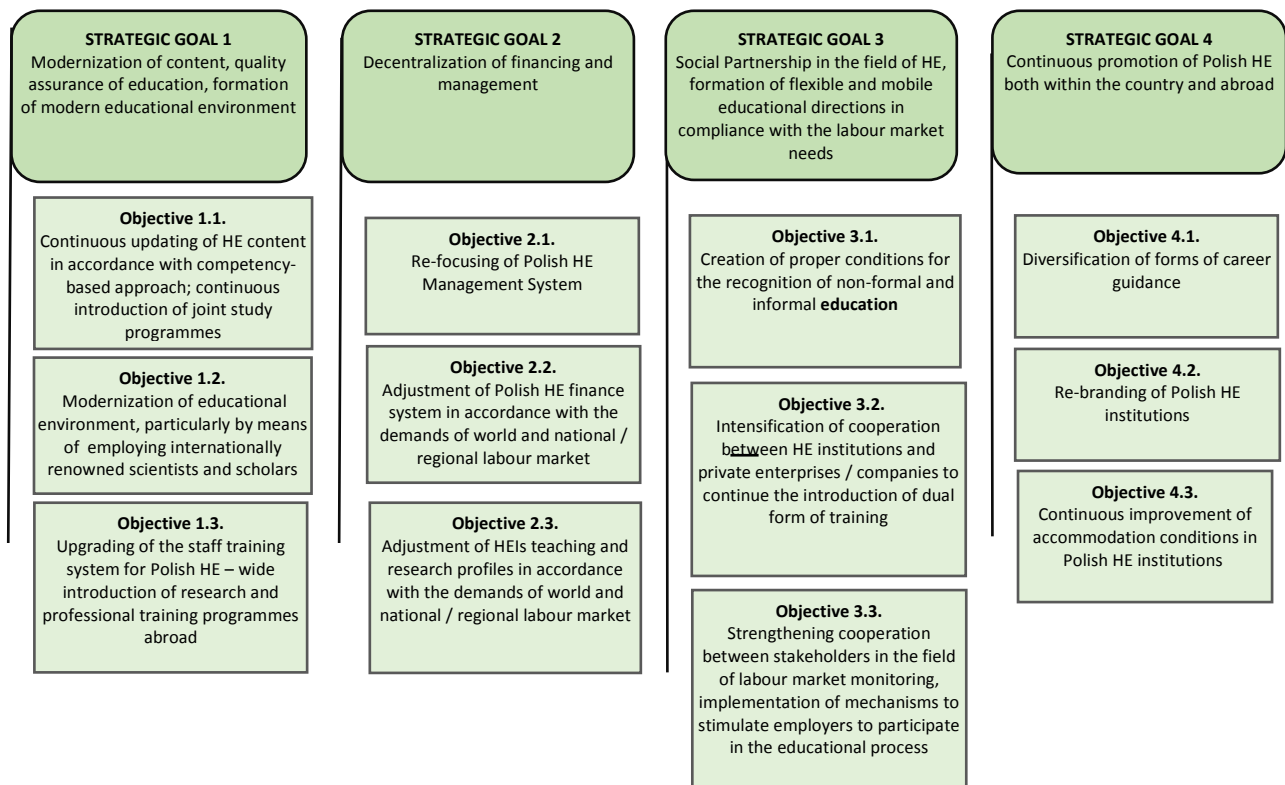 STRATEGIC GOAL 1
Modernization of content, quality
assurance of education, formation
of modern educational environment
Objective 1.1.
Continuous updating of HE content
in accordance with competency-
based approach; continuous
introduction of joint study
programmes
Objective 1.2.
Modernization of educational
environment, particularly by means
of employing internationally
renowned scientists and scholars
Objective 1.3.
Upgrading of the staff training
system for Polish HE – wide
introduction of research and
professional training programmes
abroad
STRATEGIC GOAL 2
Decentralization of financing and
management
Objective 2.1.
Re-focusing of Polish HE
Management System
Objective 2.2.
Adjustment of Polish HE finance
system in accordance with the
demands of world and national /
regional labour market
Objective 2.3.
Adjustment of HEIs teaching and
research profiles in accordance
with the demands of world and
national / regional labour market
STRATEGIC GOAL 3
Social Partnership in the field of HE,
formation of flexible and mobile
educational directions in
compliance with the labour market
needs
Objective 3.1.
Creation of proper conditions for
the recognition of non-formal and
informal education
Objective 3.2.
Intensification of cooperation
between HE institutions and
private enterprises / companies to
continue the introduction of dual
form of training
Objective 3.3.
Strengthening cooperation
between stakeholders in the field
of labour market monitoring,
implementation of mechanisms to
stimulate employers to participate
in the educational process
STRATEGIC GOAL 4
Continuous promotion of Polish HE
both within the country and abroad
Objective 4.1.
Diversification of forms of career
guidance
Objective 4.2.
Re-branding of Polish HE
institutions
Objective 4.3.
Continuous improvement of
accommodation conditions in
Polish HE institutions